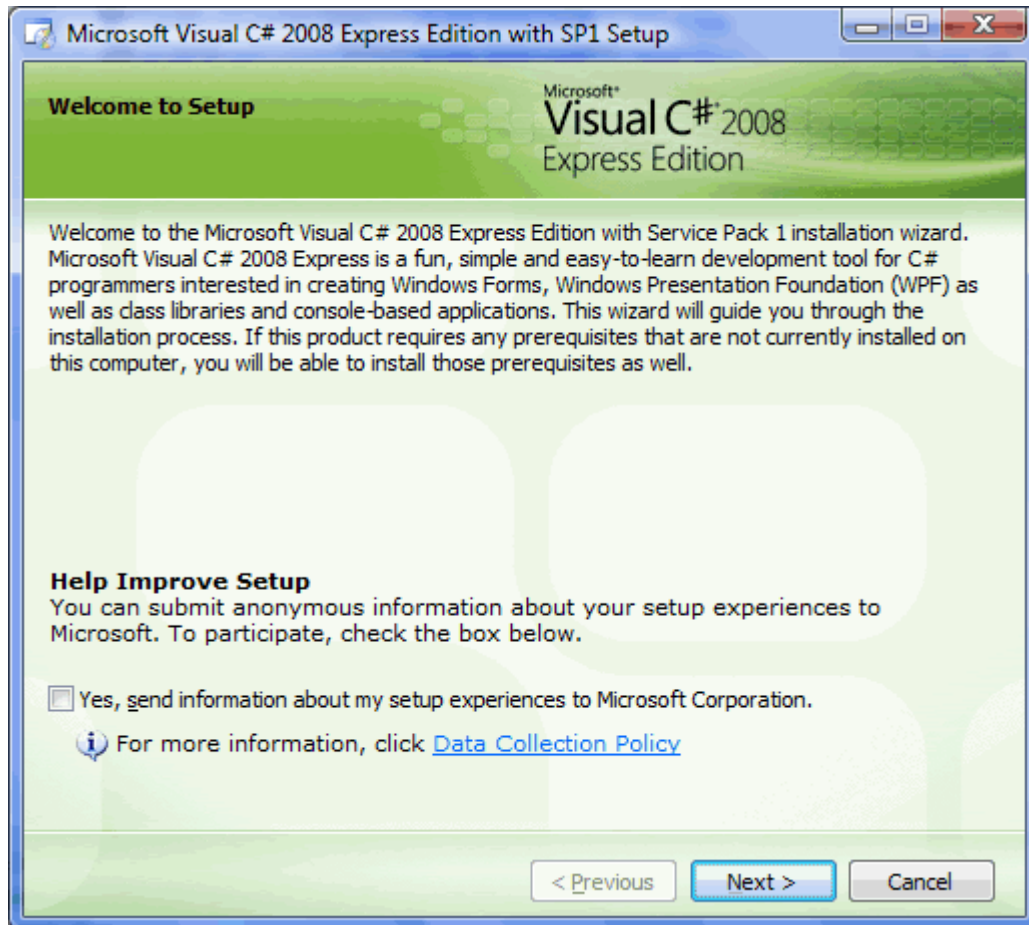 Microsoft Visual C# 2008 Express Edition with SP1 Setup
Welcome to Setup
Microsoft®
Visual C#® 2008
Express Edition
Welcome to the Microsoft Visual C# 2008 Express Edition with Service Pack 1 installation wizard.
Microsoft Visual C# 2008 Express is a fun, simple and easy-to-learn development tool for C#
programmers interested in creating Windows Forms, Windows Presentation Foundation (WPF) as
well as class libraries and console-based applications. This wizard will guide you through the
installation process. If this product requires any prerequisites that are not currently installed on
this computer, you will be able to install those prerequisites as well.
Help Improve Setup
You can submit anonymous information about your setup experiences to
Microsoft. To participate, check the box below.
Yes, send information about my setup experiences to Microsoft Corporation.
For more information, click Data Collection Policy
< Previous Next > Cancel